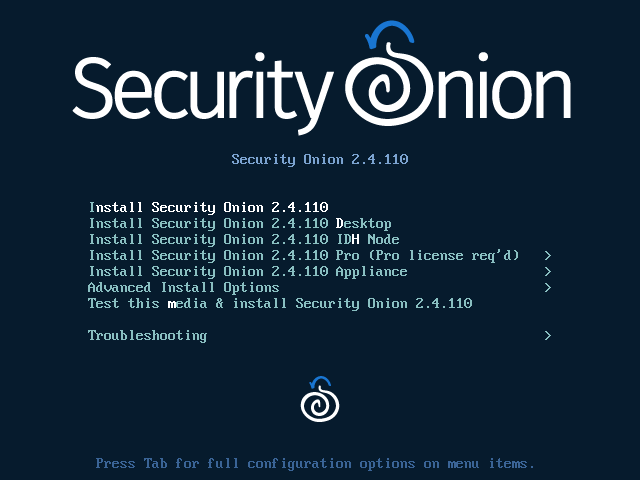 Security Onion
Security Onion 2.4.110
Install Security Onion 2.4.110
Install Security Onion 2.4.110 Desktop
Install Security Onion 2.4.110 IDH Node
Install Security Onion 2.4.110 Pro (Pro license req'd) >
Install Security Onion 2.4.110 Appliance >
Advanced Install Options >
Test this media & install Security Onion 2.4.110
Troubleshooting >
Press Tab for full configuration options on menu items.